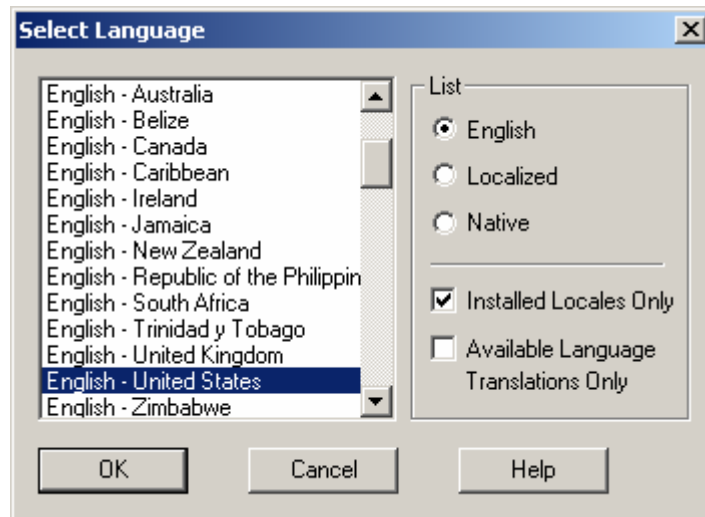 Select Language
English - Australia
English - Belize
English - Canada
English - Caribbean
English - Ireland
English - Jamaica
English - New Zealand
English - Republic of the Philippin
English - South Africa
English - Trinidad y Tobago
English - United Kingdom
English - United States
English - Zimbabwe
List
English
Localized
Native
Installed Locales Only
Available Language
Translations Only
OK
Cancel
Help